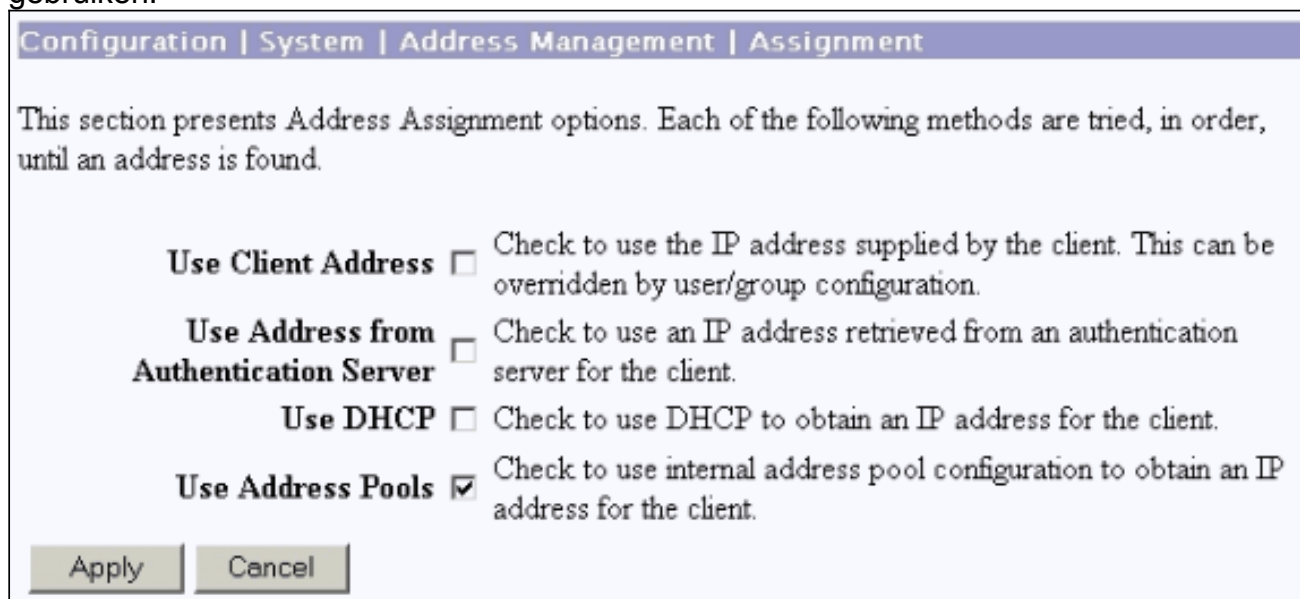 gebruiken.
Configuration | System | Address Management | Assignment
This section presents Address Assignment options. Each of the following methods are tried, in order,
until an address is found.
Use Client Address
Check to use the IP address supplied by the client. This can be
overridden by user/group configuration.
Use Address from
Authentication Server
Check to use an IP address retrieved from an authentication
server for the client.
Use DHCP
Check to use DHCP to obtain an IP address for the client.
Use Address Pools
Check to use internal address pool configuration to obtain an IP
address for the client.
Apply
Cancel